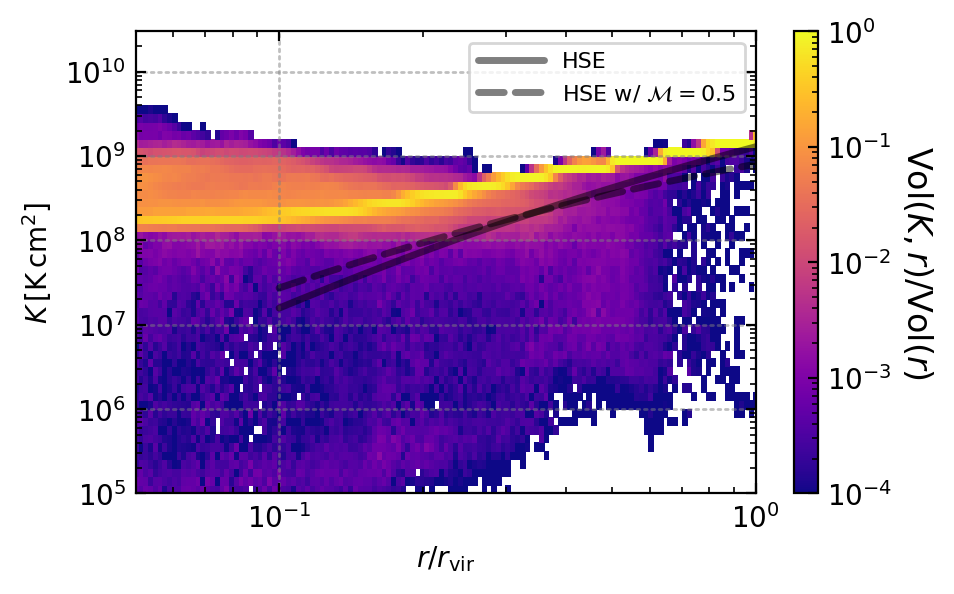 HSE
HSE w/ ℳ = 0.5
10¹⁰
10⁹
10⁸
10⁷
10⁶
10⁵
K[K cm²]
10⁻¹
10⁰
r/r_vir
10⁰
10⁻¹
10⁻²
10⁻³
10⁻⁴
Vol(K, r)/Vol(r)